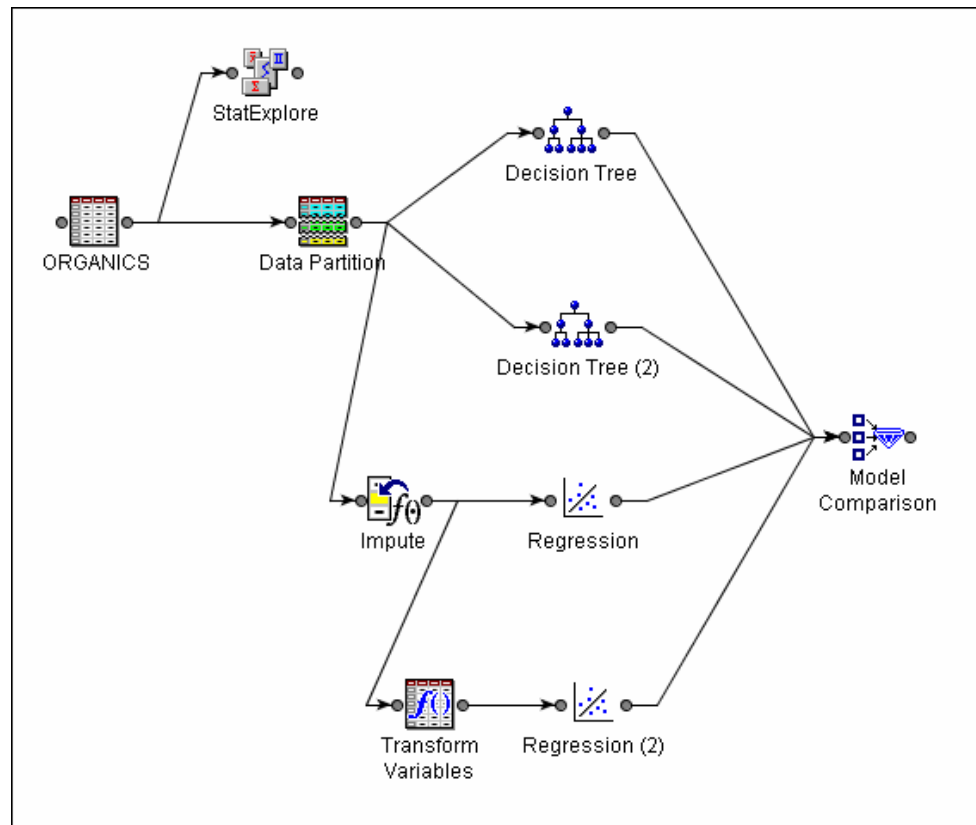 StatExplore
Decision Tree
ORGANICS
Data Partition
Decision Tree (2)
Model
Comparison
Impute
Regression
Transform
Variables
Regression (2)